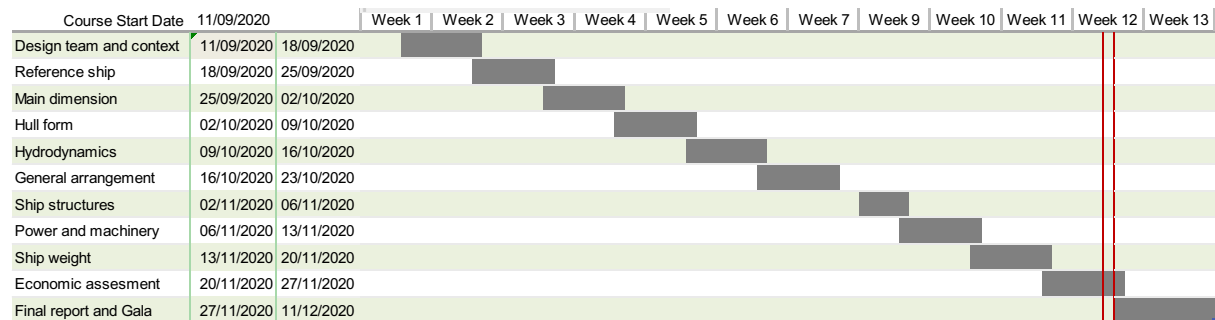 Course Start Date 11/09/2020 Week 1 Week 2 Week 3 Week 4 Week 5 Week 6 Week 7 Week 9 Week 10 Week 11 Week 12 Week 13
Design team and context 11/09/2020 18/09/2020
Reference ship 18/09/2020 25/09/2020
Main dimension 25/09/2020 02/10/2020
Hull form 02/10/2020 09/10/2020
Hydrodynamics 09/10/2020 16/10/2020
General arrangement 16/10/2020 23/10/2020
Ship structures 02/11/2020 06/11/2020
Power and machinery 06/11/2020 13/11/2020
Ship weight 13/11/2020 20/11/2020
Economic assesment 20/11/2020 27/11/2020
Final report and Gala 27/11/2020 11/12/2020